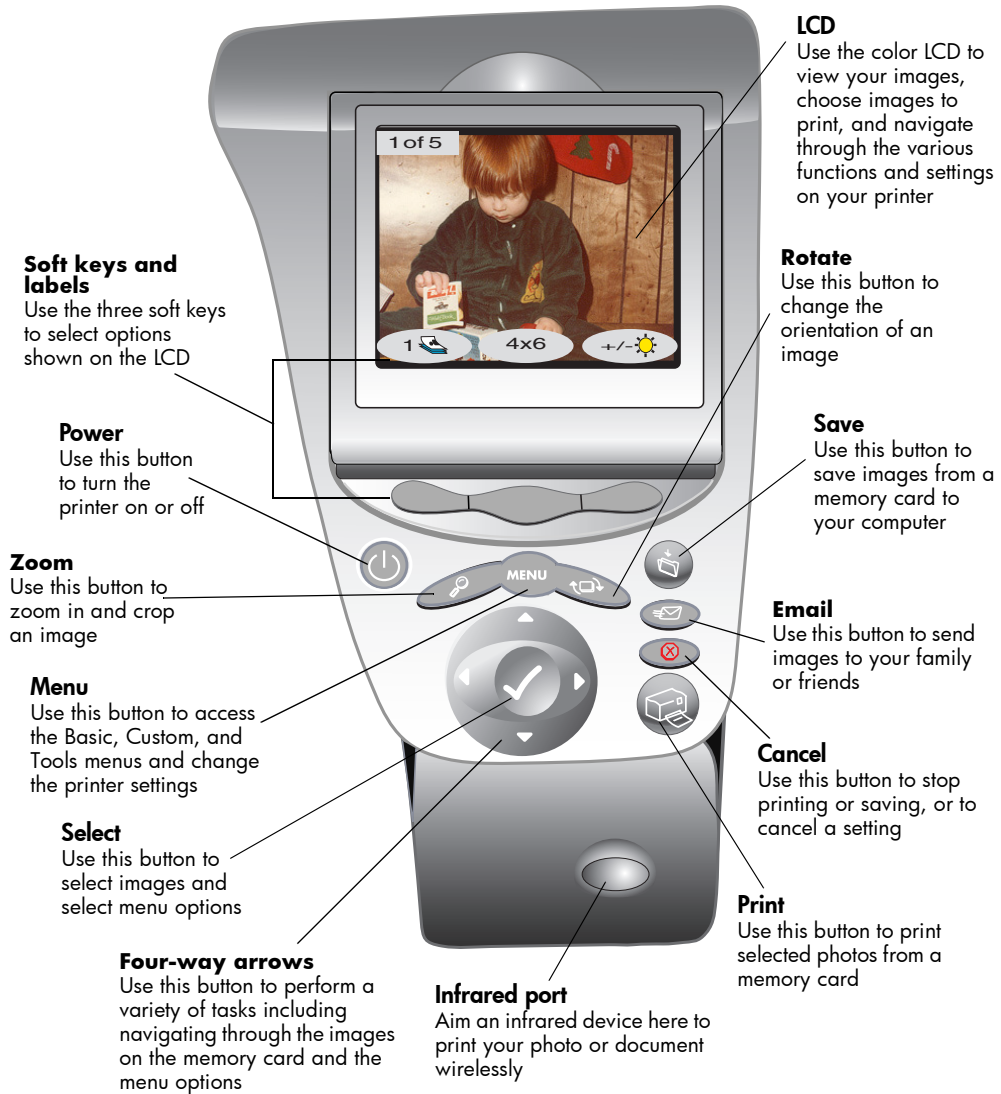 LCD
Use the color LCD to
view your images,
choose images to
print, and navigate
through the various
functions and settings
on your printer
1 of 5
Soft keys and
labels
Use the three soft keys
to select options
shown on the LCD
Rotate
Use this button to
change the
orientation of an
image
1
4x6
+/-
Power
Use this button
to turn the
printer on or off
Save
Use this button to
save images from a
memory card to
your computer
Zoom
Use this button to
zoom in and crop
an image
MENU
Email
Use this button to send
images to your family
or friends
Menu
Use this button to access
the Basic, Custom, and
Tools menus and change
the printer settings
Cancel
Use this button to stop
printing or saving, or to
cancel a setting
Select
Use this button to
select images and
select menu options
Print
Use this button to print
selected photos from a
memory card
Four-way arrows
Use this button to perform a
variety of tasks including
navigating through the images
on the memory card and the
menu options
Infrared port
Aim an infrared device here to
print your photo or document
wirelessly